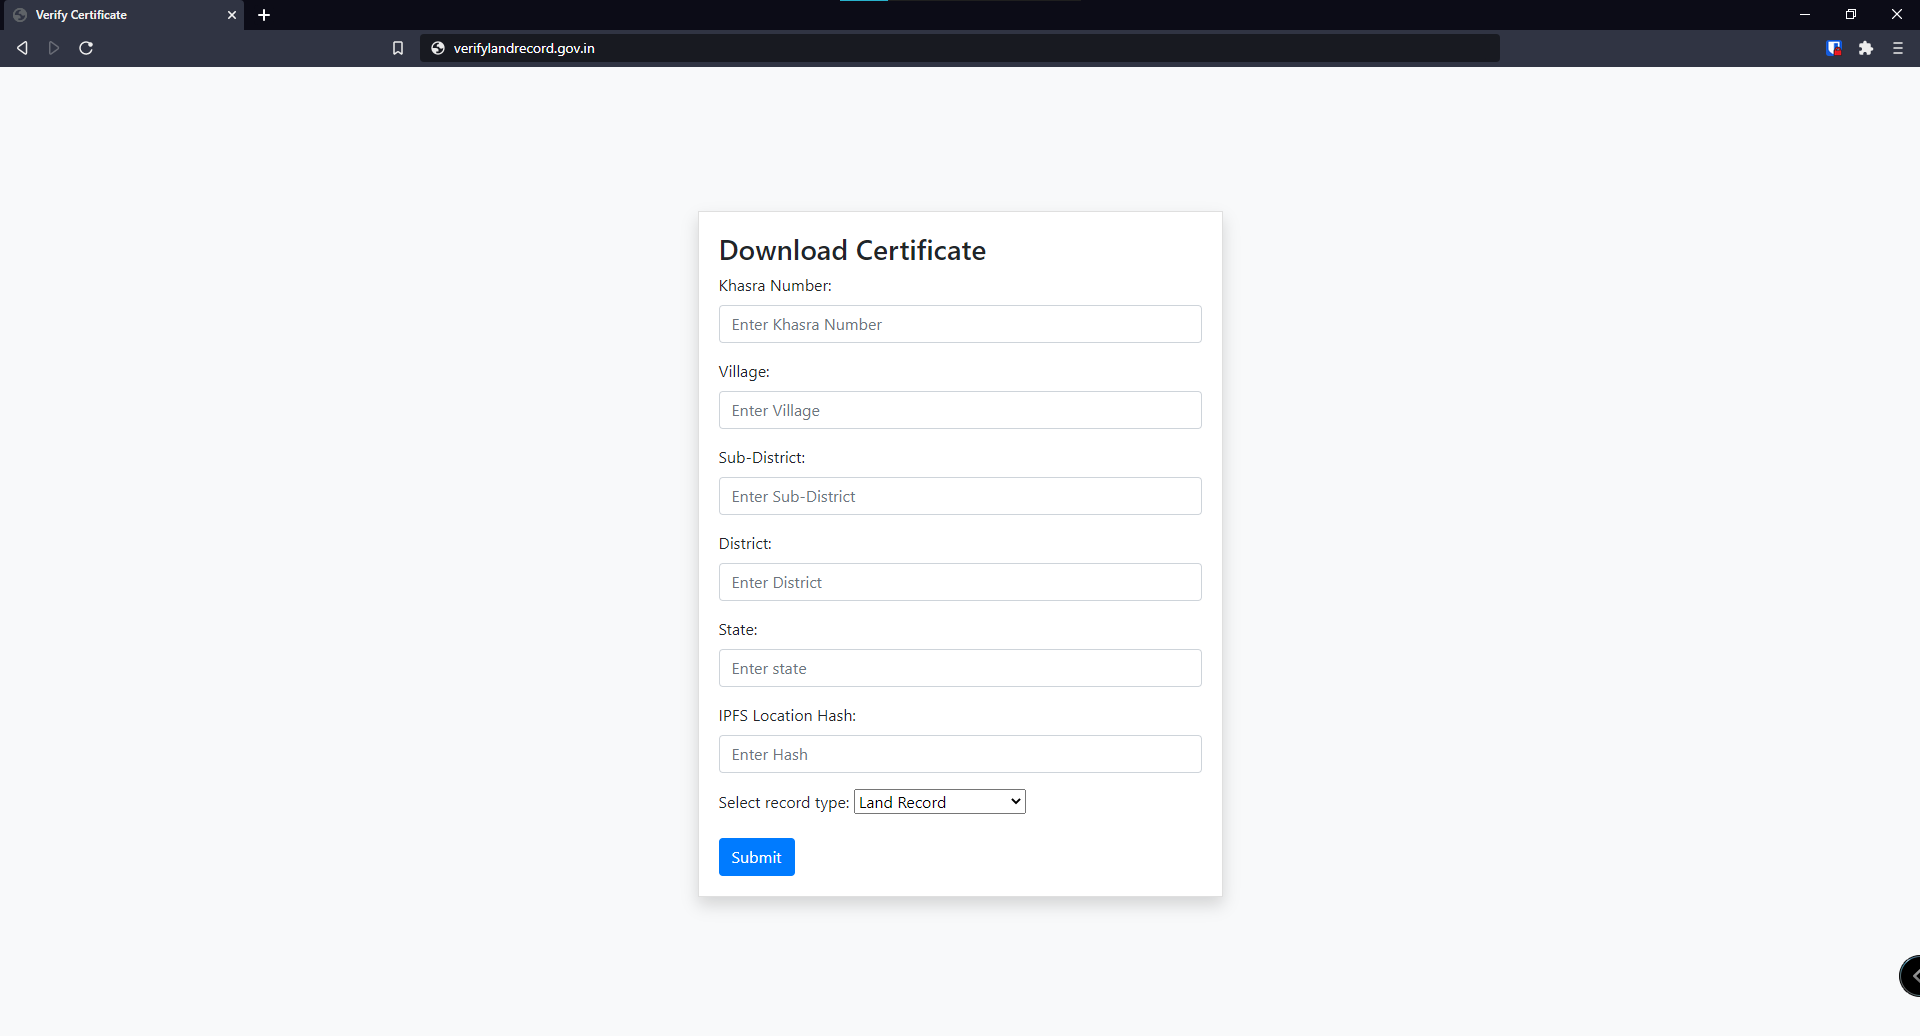 Verify Certificate
verifylandrecord.gov.in
Download Certificate
Khasra Number:
Enter Khasra Number
Village:
Enter Village
Sub-District:
Enter Sub-District
District:
Enter District
State:
Enter state
IPFS Location Hash:
Enter Hash
Select record type: Land Record
Submit